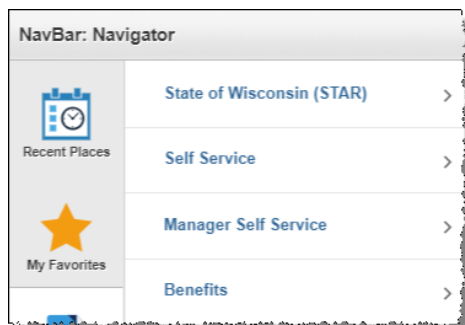 NavBar: Navigator
State of Wisconsin (STAR)
Recent Places
Self Service
Manager Self Service
My Favorites
Benefits